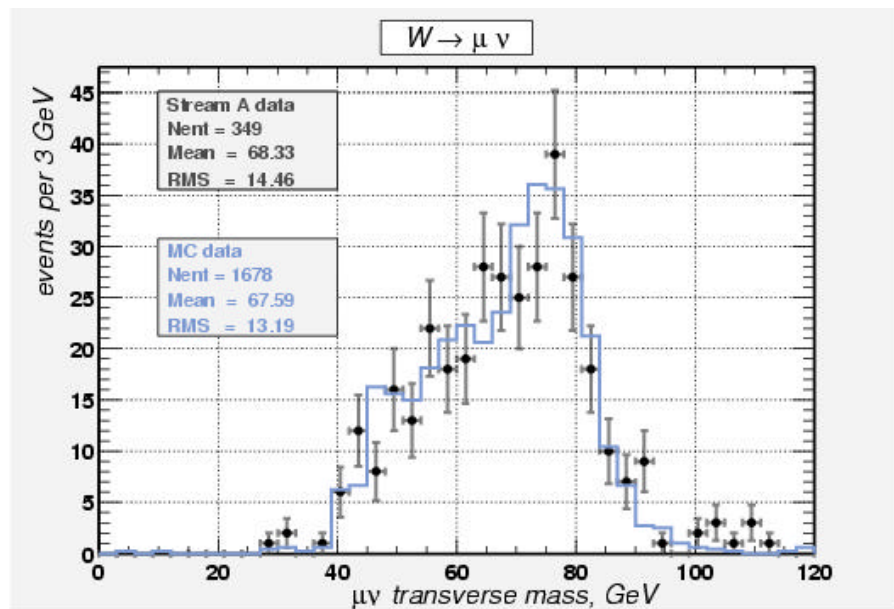 W → μ ν
events per 3 GeV
45
40
35
30
25
20
15
10
5
0
Stream A data
Nent = 349
Mean = 68.33
RMS = 14.46
MC data
Nent = 1678
Mean = 67.59
RMS = 13.19
0 20 40 60 80 100 120
μν transverse mass, GeV